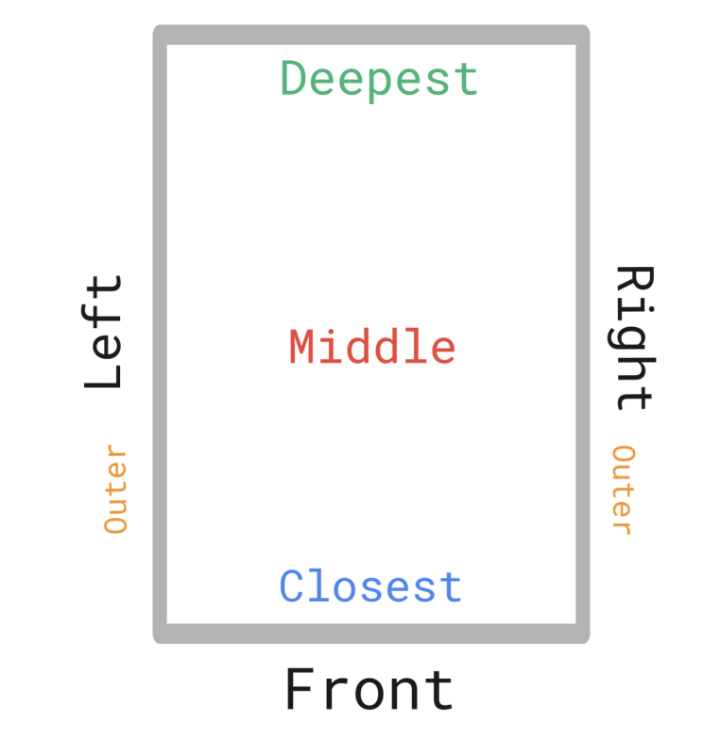 Deepest
Left
Right
Middle
Outer
Outer
Closest
Front